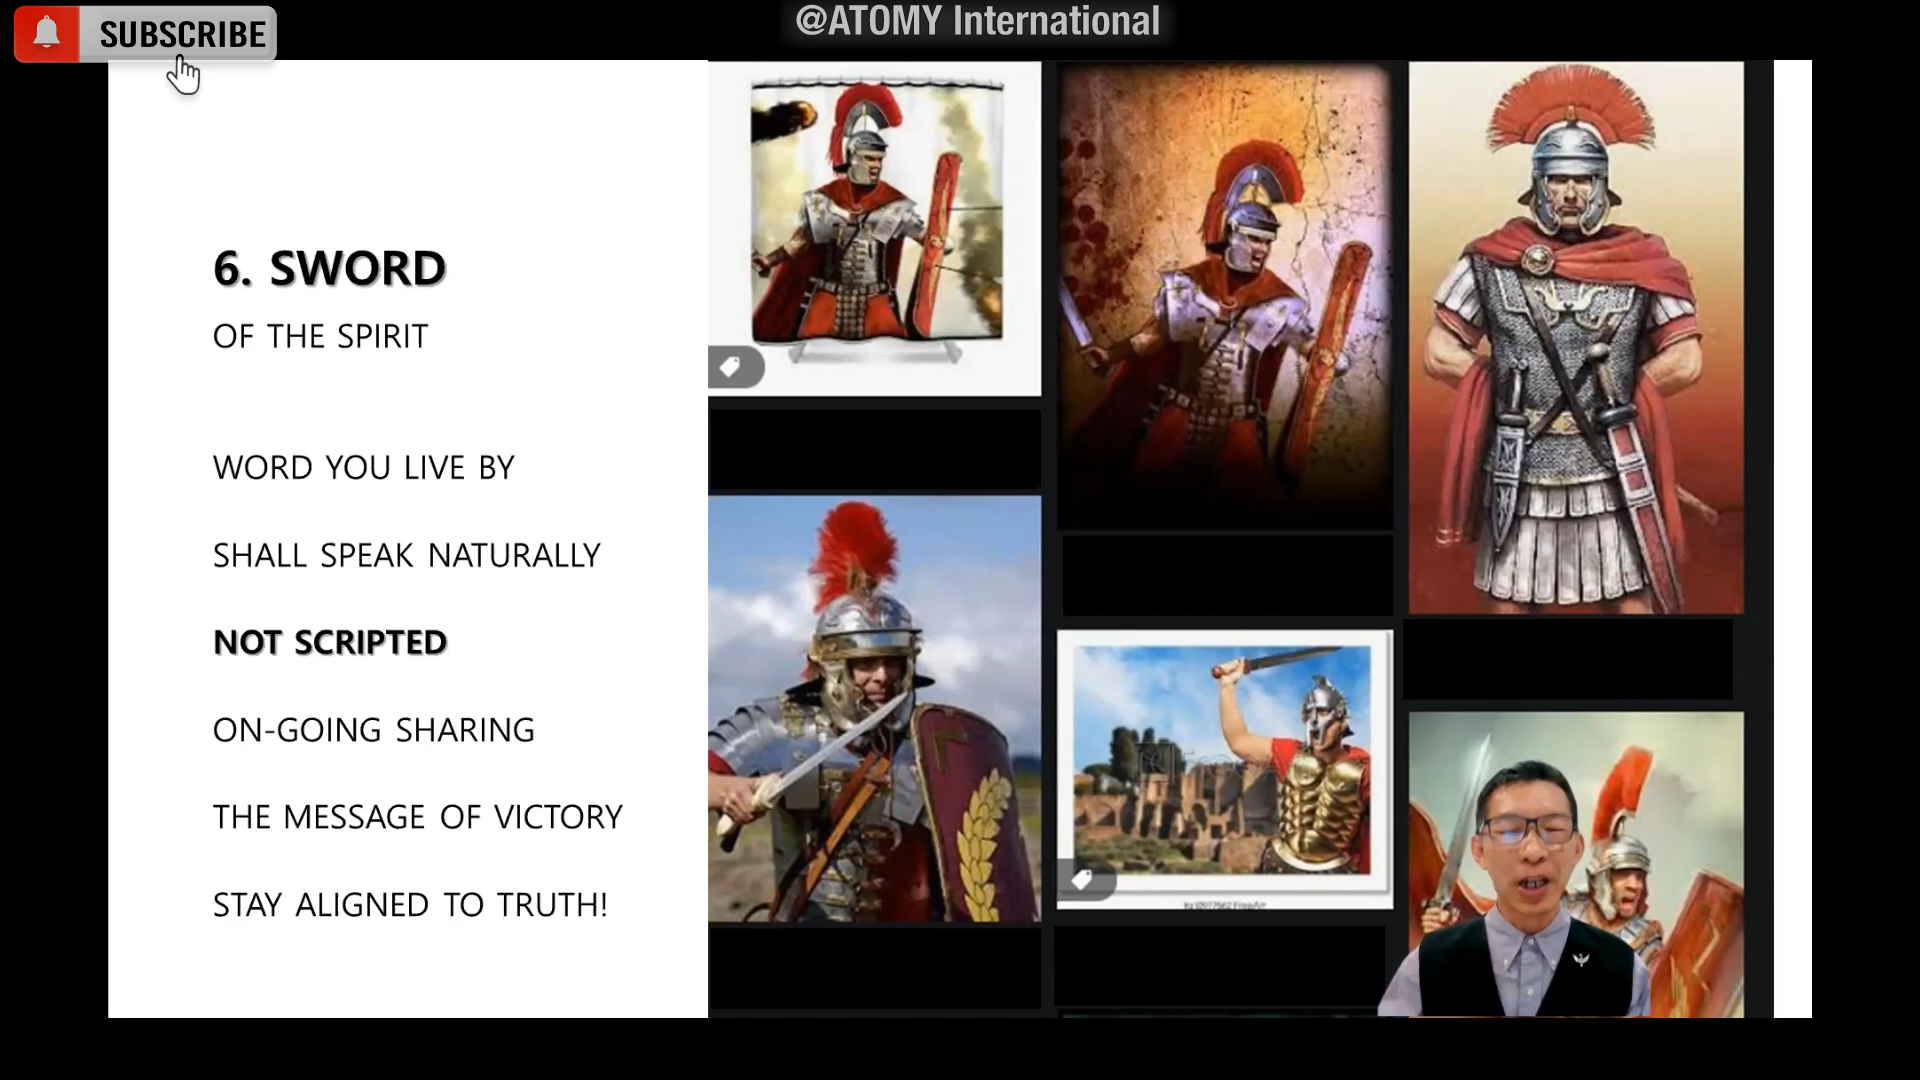 SUBSCRIBE
@ATOMY International
6. SWORD
OF THE SPIRIT
WORD YOU LIVE BY
SHALL SPEAK NATURALLY
NOT SCRIPTED
ON-GOING SHARING
THE MESSAGE OF VICTORY
STAY ALIGNED TO TRUTH!